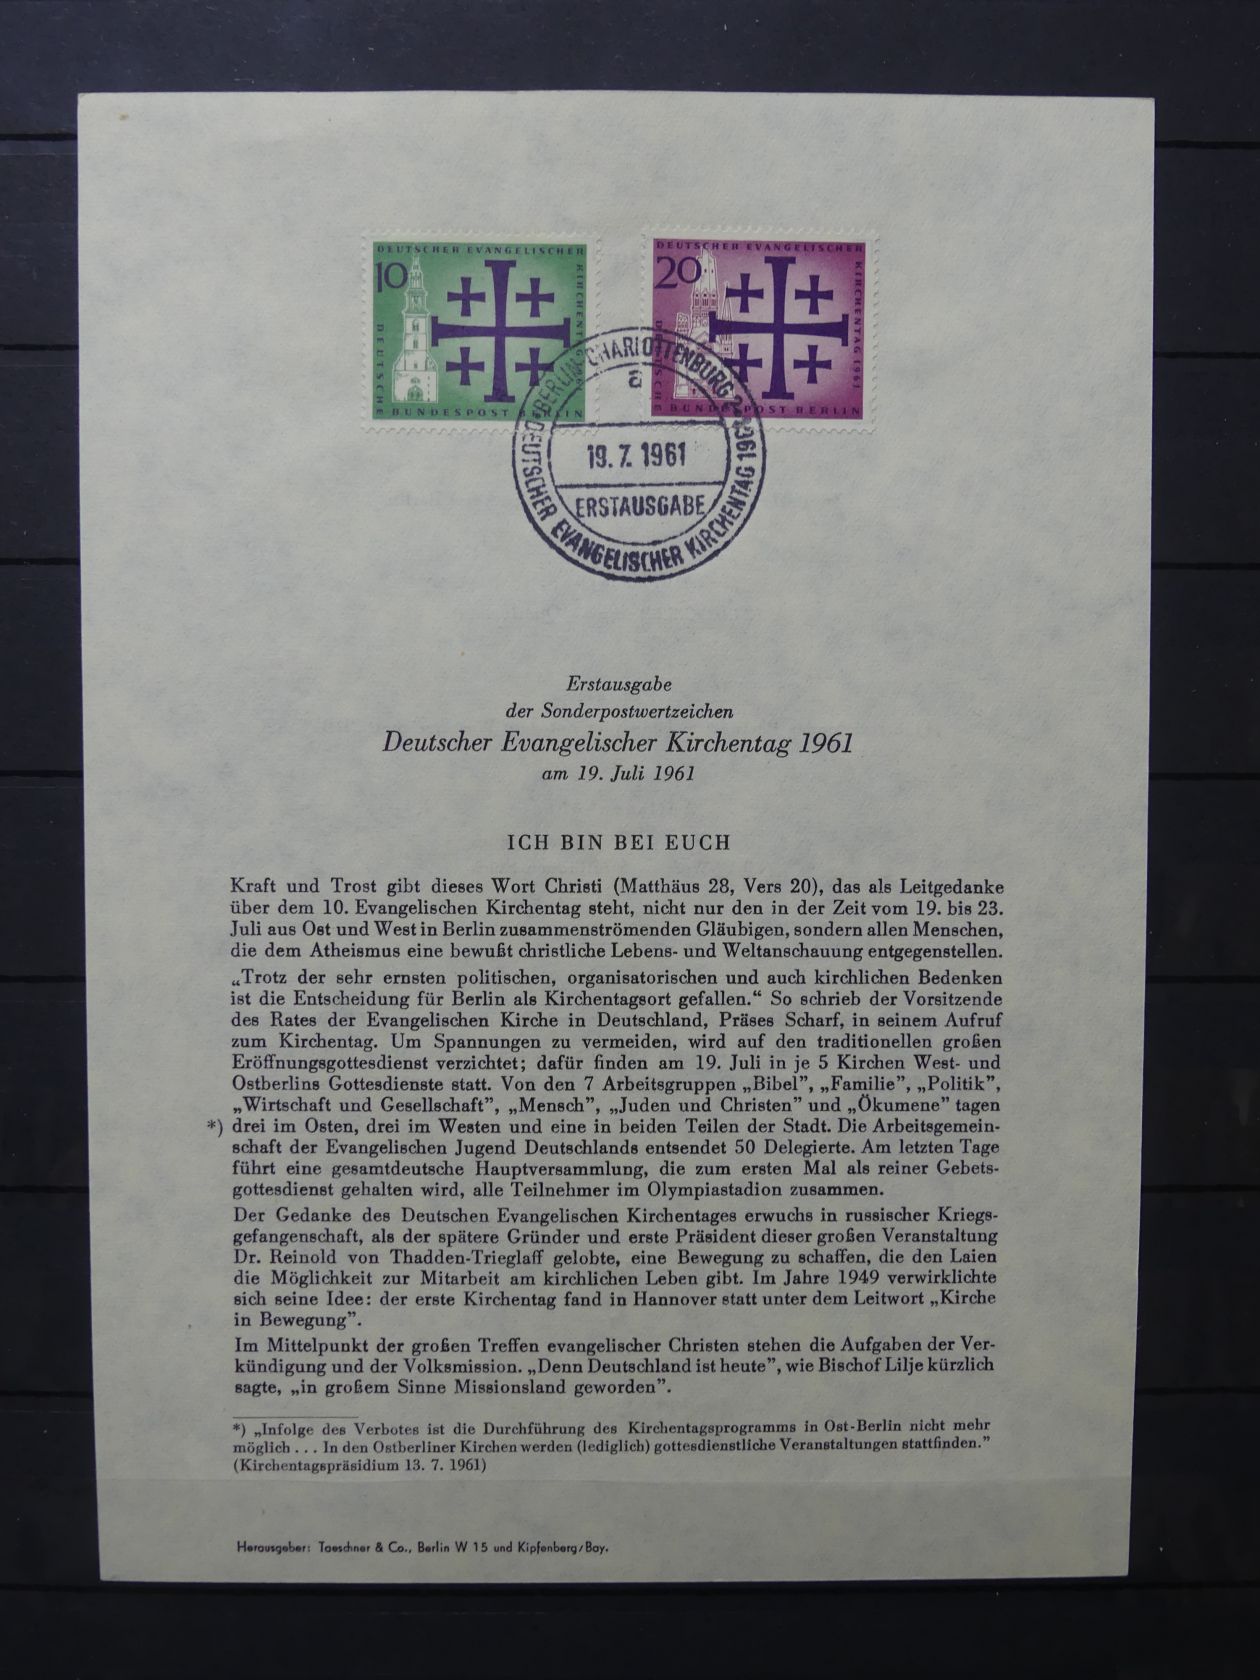 DEUTSCHER EVANGELISCHER
KIRCHENTAG 1961
10
DEUTSCHE
BUNDESPOST BERLIN
DEUTSCHER EVANGELISCHER
KIRCHENTAG 1961
20
DEUTSCHE
BUNDESPOST BERLIN
BERLIN-CHARLOTTENBURG 2
a
19.7.1961
ERSTAUSGABE
DEUTSCHER EVANGELISCHER KIRCHENTAG 1961
Erstausgabe
der Sonderpostwertzeichen
Deutscher Evangelischer Kirchentag 1961
am 19. Juli 1961
ICH BIN BEI EUCH
Kraft und Trost gibt dieses Wort Christi (Matthäus 28, Vers 20), das als Leitgedanke
über dem 10. Evangelischen Kirchentag steht, nicht nur den in der Zeit vom 19. bis 23.
Juli aus Ost und West in Berlin zusammenströmenden Gläubigen, sondern allen Menschen,
die dem Atheismus eine bewußt christliche Lebens- und Weltanschauung entgegenstellen.
„Trotz der sehr ernsten politischen, organisatorischen und auch kirchlichen Bedenken
ist die Entscheidung für Berlin als Kirchentagsort gefallen.“ So schrieb der Vorsitzende
des Rates der Evangelischen Kirche in Deutschland, Präses Scharf, in seinem Aufruf
zum Kirchentag. Um Spannungen zu vermeiden, wird auf den traditionellen großen
Eröffnungsgottesdienst verzichtet; dafür finden am 19. Juli in je 5 Kirchen West- und
Ostberlins Gottesdienste statt. Von den 7 Arbeitsgruppen „Bibel”, „Familie”, „Politik”,
„Wirtschaft und Gesellschaft”, „Mensch”, „Juden und Christen” und „Ökumene” tagen
*) drei im Osten, drei im Westen und eine in beiden Teilen der Stadt. Die Arbeitsgemein-
schaft der Evangelischen Jugend Deutschlands entsendet 50 Delegierte. Am letzten Tage
führt eine gesamtdeutsche Hauptversammlung, die zum ersten Mal als reiner Gebets-
gottesdienst gehalten wird, alle Teilnehmer im Olympiastadion zusammen.
Der Gedanke des Deutschen Evangelischen Kirchentages erwuchs in russischer Kriegs-
gefangenschaft, als der spätere Gründer und erste Präsident dieser großen Veranstaltung
Dr. Reinold von Thadden-Trieglaff gelobte, eine Bewegung zu schaffen, die den Laien
die Möglichkeit zur Mitarbeit am kirchlichen Leben gibt. Im Jahre 1949 verwirklichte
sich seine Idee: der erste Kirchentag fand in Hannover statt unter dem Leitwort „Kirche
in Bewegung”.
Im Mittelpunkt der großen Treffen evangelischer Christen stehen die Aufgaben der Ver-
kündigung und der Volksmission. „Denn Deutschland ist heute”, wie Bischof Lilje kürzlich
sagte, „in großem Sinne Missionsland geworden”.
*) „Infolge des Verbotes ist die Durchführung des Kirchentagsprogramms in Ost-Berlin nicht mehr
möglich . . . In den Ostberliner Kirchen werden (lediglich) gottesdienstliche Veranstaltungen stattfinden.”
(Kirchentagspräsidium 13. 7. 1961)
Herausgeber: Taeschner & Co., Berlin W 15 und Kipfenberg/Bay.